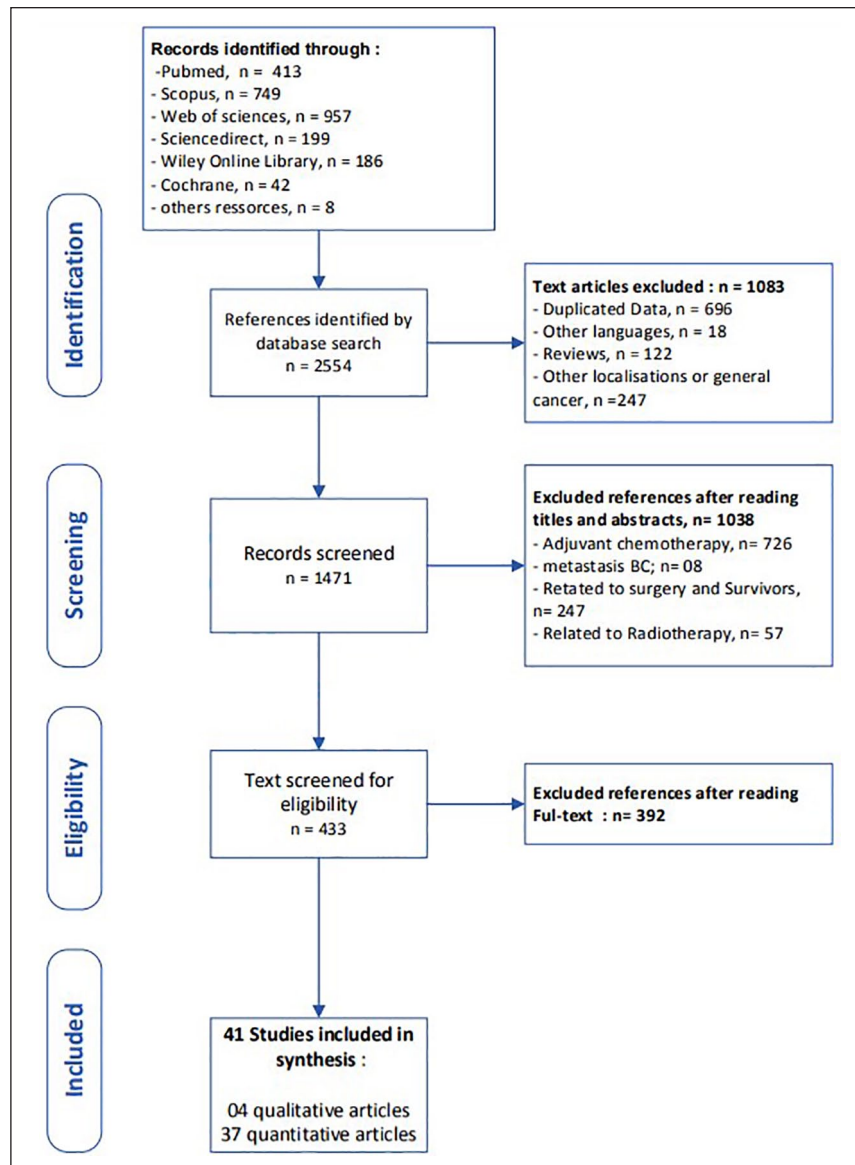 Records identified through :
-Pubmed, n = 413
- Scopus, n = 749
- Web of sciences, n = 957
- Sciencedirect, n = 199
- Wiley Online Library, n = 186
- Cochrane, n = 42
- others ressorces, n = 8
Identification
References identified by
database search
n = 2554
Text articles excluded : n = 1083
- Duplicated Data, n = 696
- Other languages, n = 18
- Reviews, n = 122
- Other localisations or general
cancer, n =247
Screening
Records screened
n = 1471
Excluded references after reading
titles and abstracts, n= 1038
- Adjuvant chemotherapy, n= 726
- metastasis BC; n= 08
- Retated to surgery and Survivors,
n= 247
- Related to Radiotherapy, n= 57
Eligibility
Text screened for
eligibility
n = 433
Excluded references after reading
Ful-text : n= 392
Included
41 Studies included in
synthesis :
04 qualitative articles
37 quantitative articles